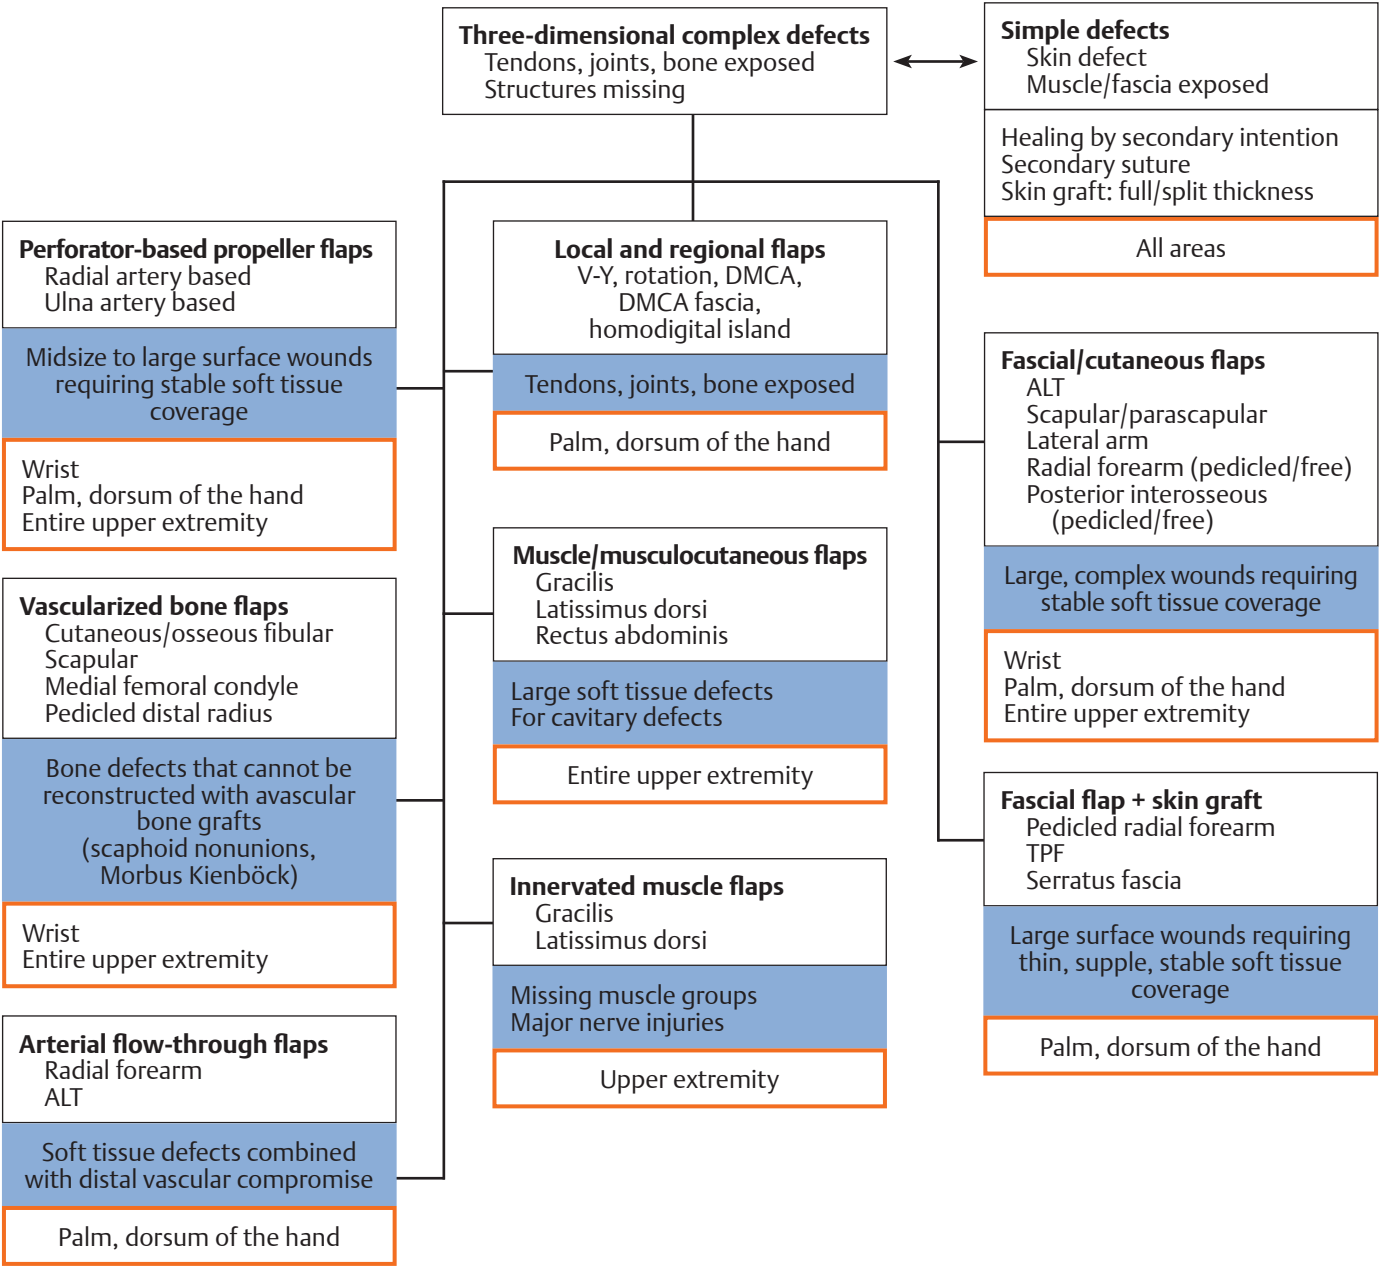 Three-dimensional complex defects
Tendons, joints, bone exposed
Structures missing
Simple defects
Skin defect
Muscle/fascia exposed
Healing by secondary intention
Secondary suture
Skin graft: full/split thickness
All areas
Perforator-based propeller flaps
Radial artery based
Ulna artery based
Midsize to large surface wounds
requiring stable soft tissue
coverage
Wrist
Palm, dorsum of the hand
Entire upper extremity
Vascularized bone flaps
Cutaneous/osseous fibular
Scapular
Medial femoral condyle
Pedicled distal radius
Bone defects that cannot be
reconstructed with avascular
bone grafts
(scaphoid nonunions,
Morbus Kienböck)
Wrist
Entire upper extremity
Arterial flow-through flaps
Radial forearm
ALT
Soft tissue defects combined
with distal vascular compromise
Palm, dorsum of the hand
Local and regional flaps
V-Y, rotation, DMCA,
DMCA fascia,
homodigital island
Tendons, joints, bone exposed
Palm, dorsum of the hand
Muscle/musculocutaneous flaps
Gracilis
Latissimus dorsi
Rectus abdominis
Large soft tissue defects
For cavitary defects
Entire upper extremity
Innervated muscle flaps
Gracilis
Latissimus dorsi
Missing muscle groups
Major nerve injuries
Upper extremity
Fascial/cutaneous flaps
ALT
Scapular/parascapular
Lateral arm
Radial forearm (pedicled/free)
Posterior interosseous
(pedicled/free)
Large, complex wounds requiring
stable soft tissue coverage
Wrist
Palm, dorsum of the hand
Entire upper extremity
Fascial flap + skin graft
Pedicled radial forearm
TPF
Serratus fascia
Large surface wounds requiring
thin, supple, stable soft tissue
coverage
Palm, dorsum of the hand